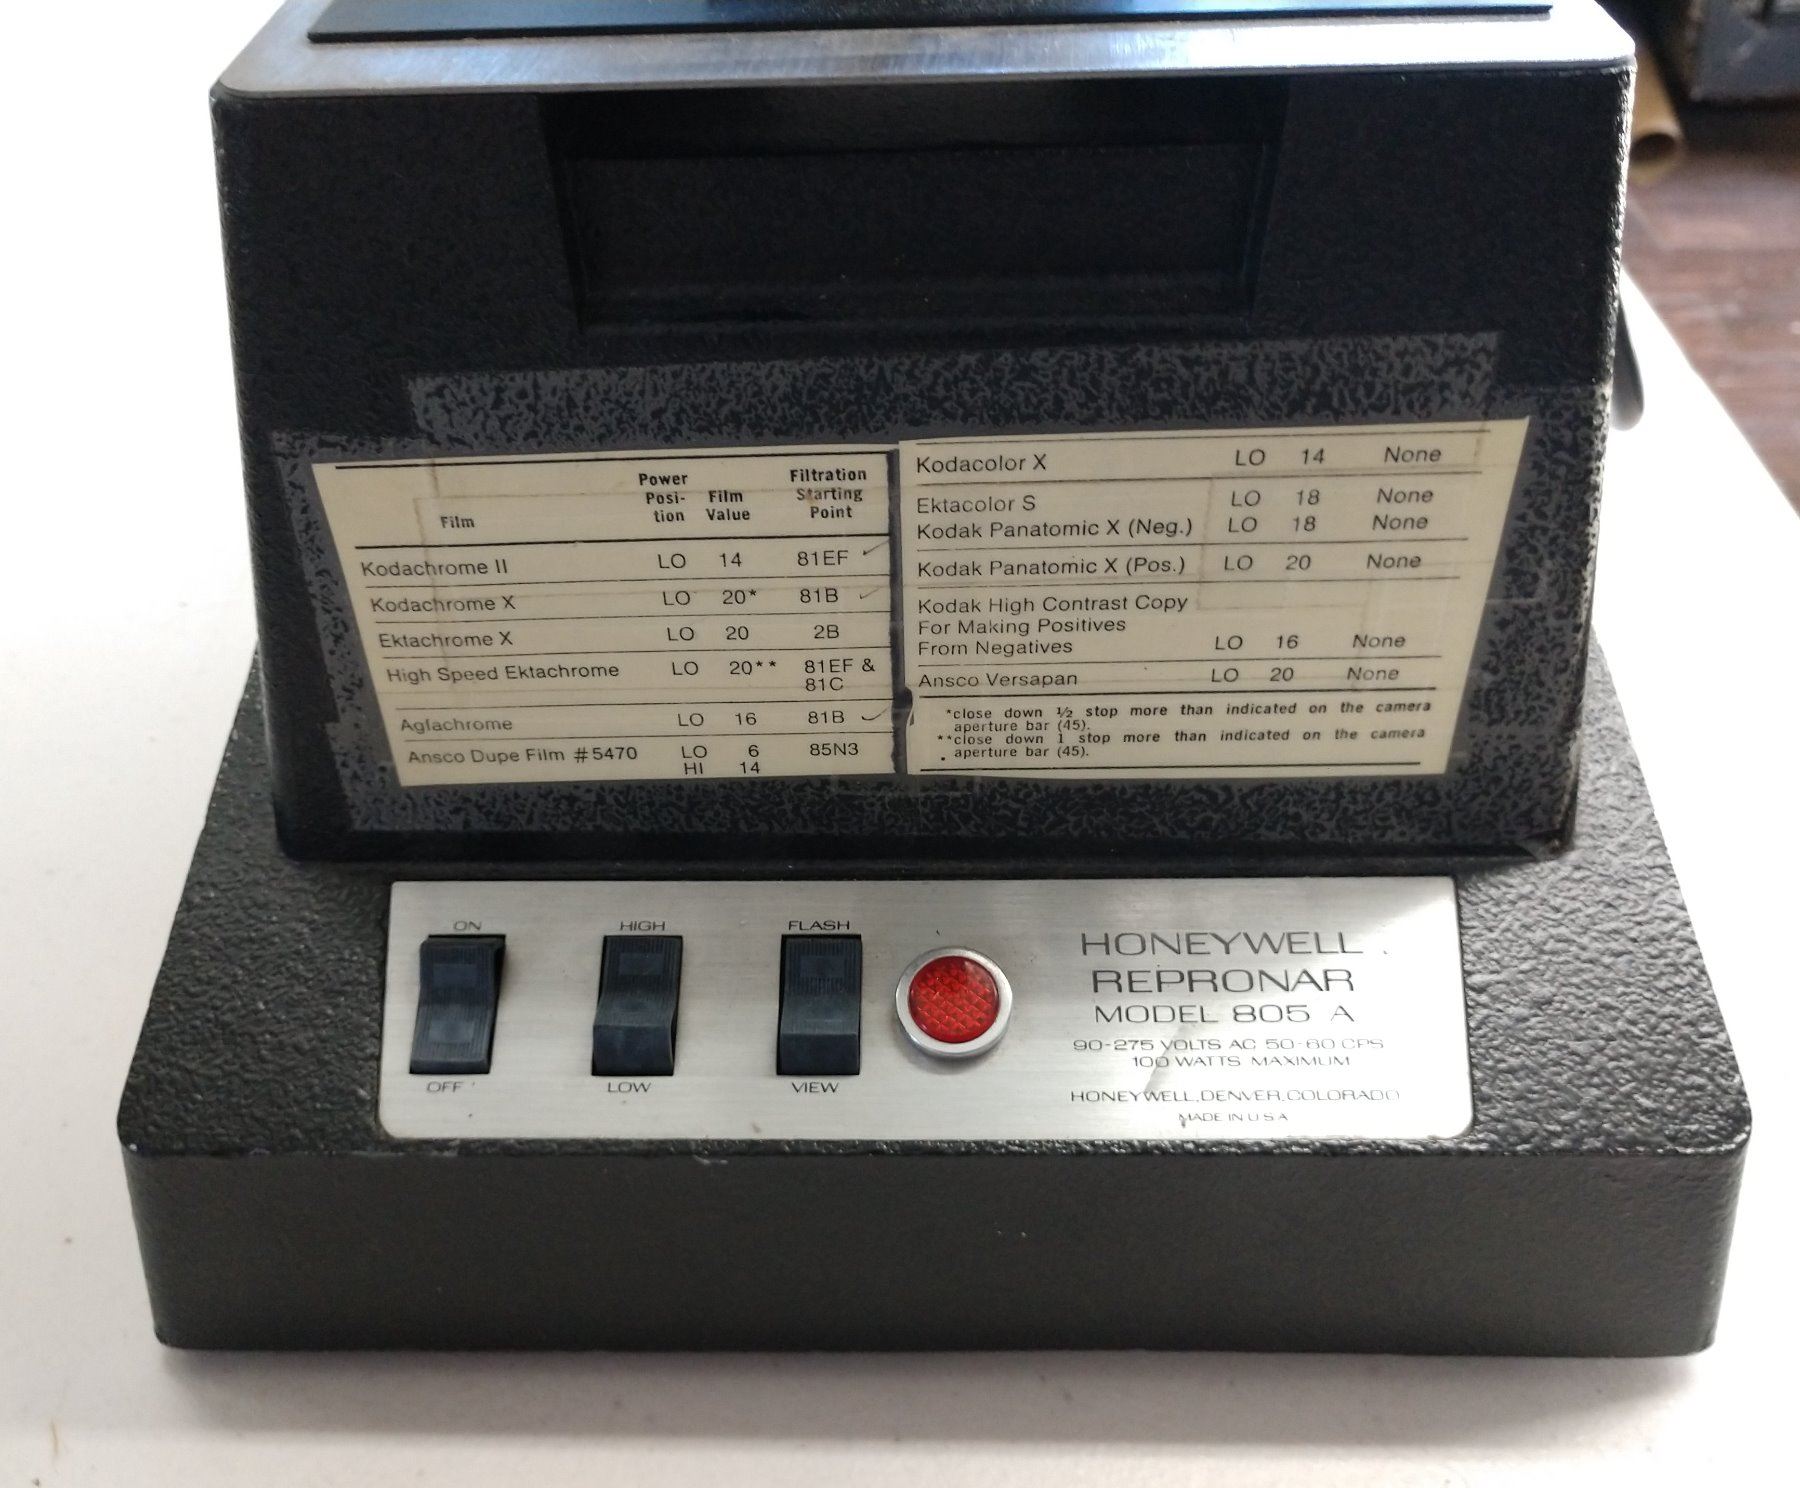 Power Filtration
Posi- Film Starting
Film tion Value Point
Kodachrome II LO 14 81EF
Kodachrome X LO 20* 81B
Ektachrome X LO 20 2B
High Speed Ektachrome LO 20** 81EF &
81C
Agfachrome LO 16 81B
Ansco Dupe Film #5470 LO 6 85N3
HI 14
Kodacolor X LO 14 None
Ektacolor S LO 18 None
Kodak Panatomic X (Neg.) LO 18 None
Kodak Panatomic X (Pos.) LO 20 None
Kodak High Contrast Copy
For Making Positives
From Negatives LO 16 None
Ansco Versapan LO 20 None
*close down ½ stop more than indicated on the camera
aperture bar (45).
**close down 1 stop more than indicated on the camera
aperture bar (45).
ON HIGH FLASH
OFF LOW VIEW
HONEYWELL
REPRONAR
MODEL 805 A
90-275 VOLTS AC 50-60 CPS
100 WATTS MAXIMUM
HONEYWELL, DENVER, COLORADO
MADE IN U S A